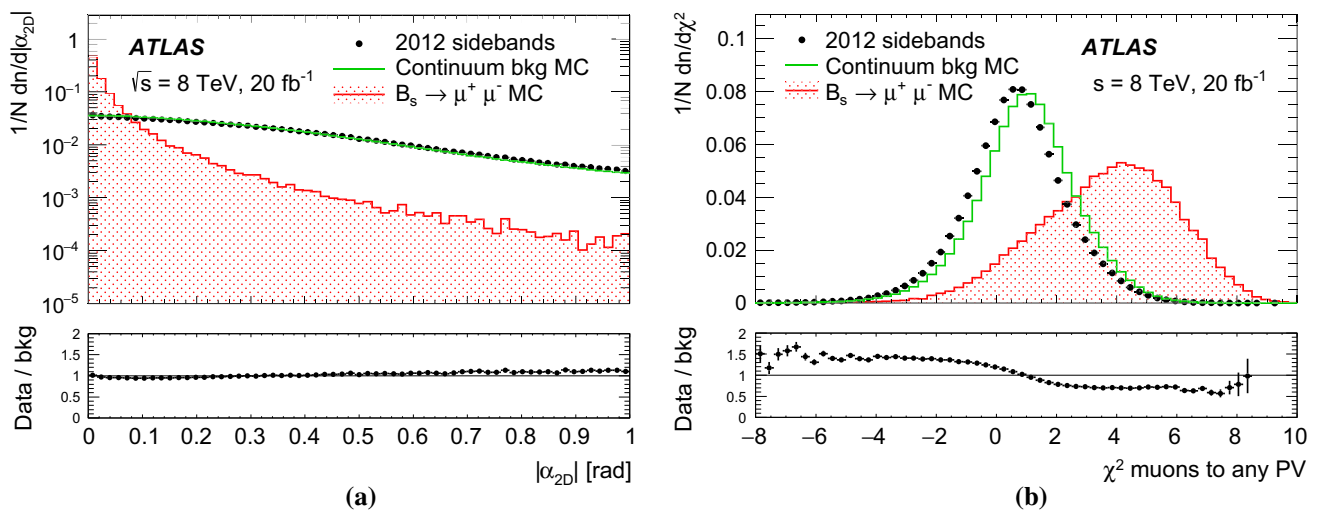 1/N dn/d|α2D|
1
10-1
10-2
10-3
10-4
10-5
ATLAS
√s = 8 TeV, 20 fb-1
2012 sidebands
Continuum bkg MC
Bs → μ+ μ- MC
Data / bkg
2
1.5
1
0.5
0
0 0.1 0.2 0.3 0.4 0.5 0.6 0.7 0.8 0.9 1
|α2D| [rad]
(a)
1/N dn/dχ2
0.1
0.08
0.06
0.04
0.02
0
2012 sidebands
Continuum bkg MC
Bs → μ+ μ- MC
ATLAS
s = 8 TeV, 20 fb-1
Data / bkg
2
1.5
1
0.5
0
−8 −6 −4 −2 0 2 4 6 8 10
χ2 muons to any PV
(b)